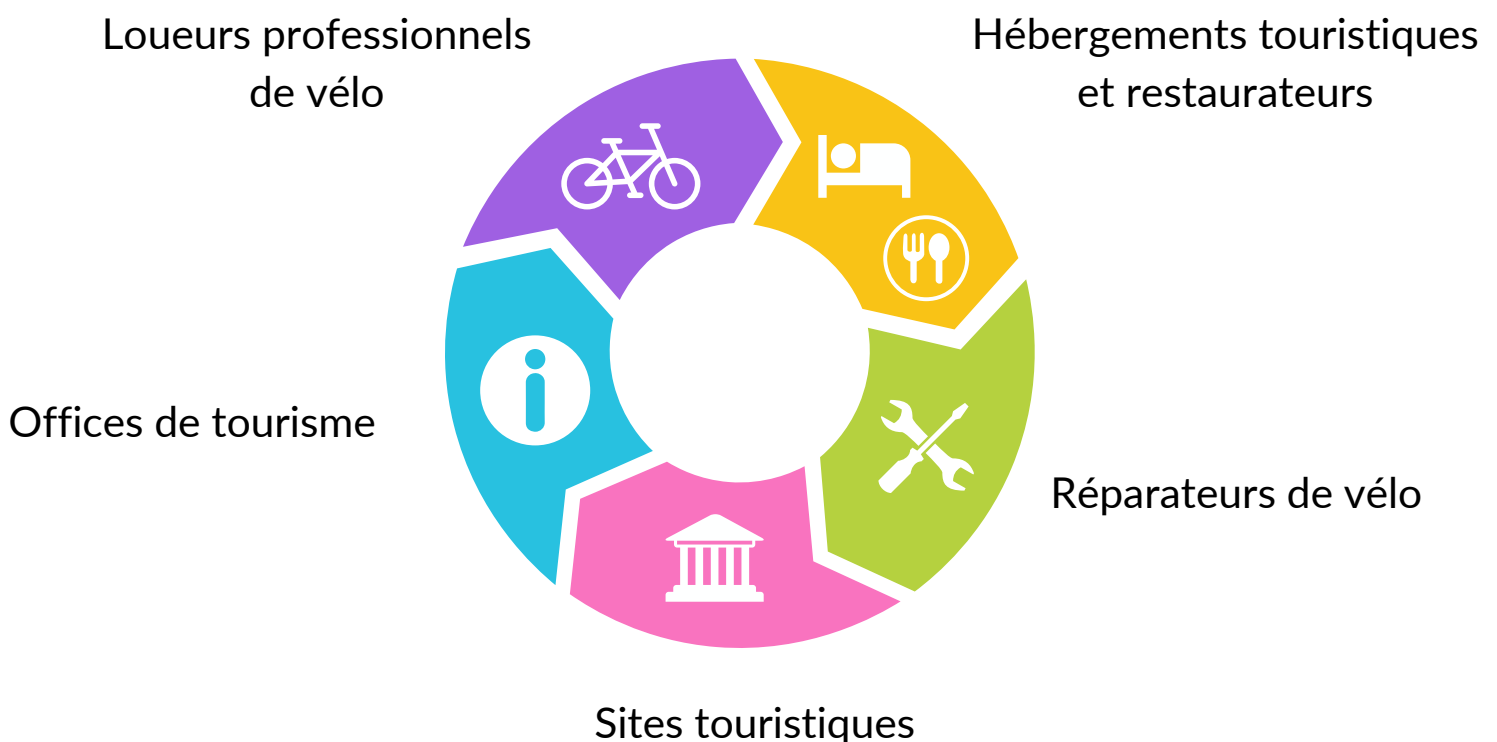 Loueurs professionnels
de vélo
Hébergements touristiques
et restaurateurs
Offices de tourisme
Réparateurs de vélo
Sites touristiques